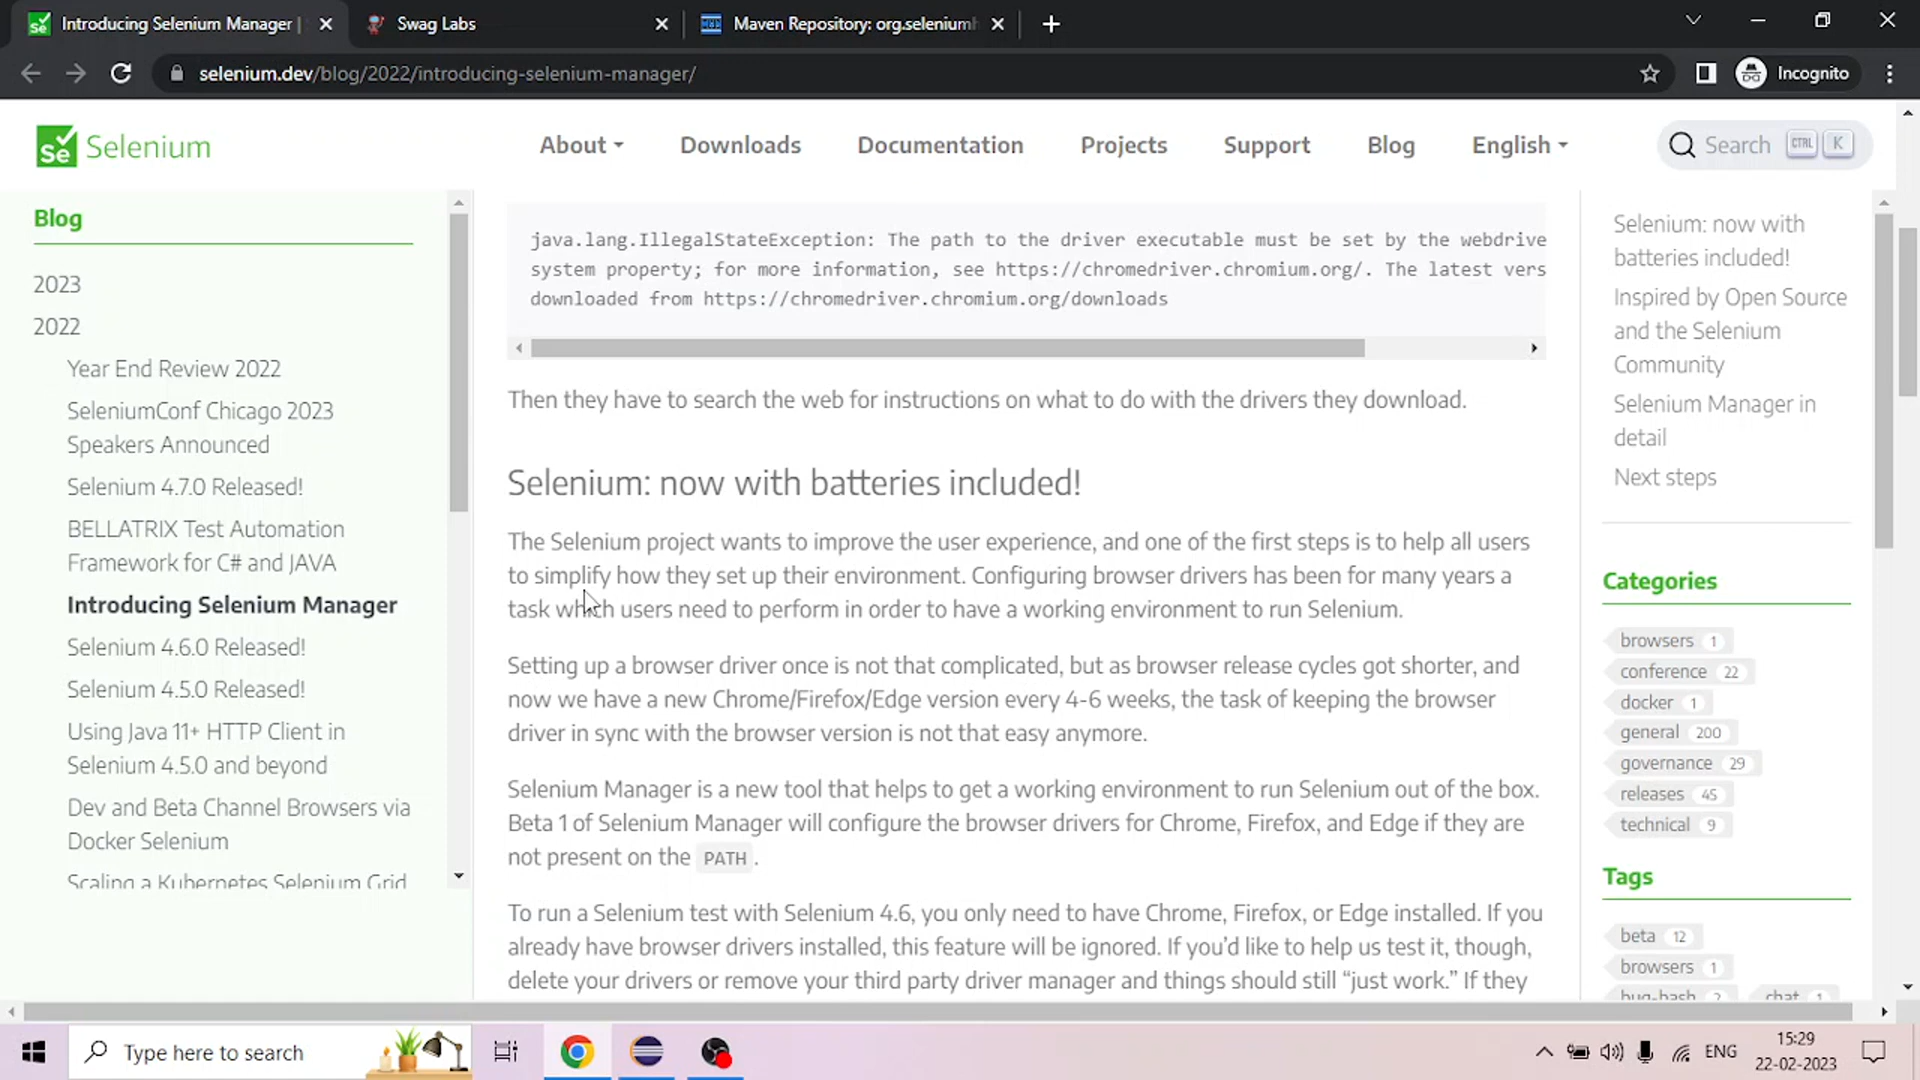 Introducing Selenium Manager |
Swag Labs
Maven Repository: org.seleniumh
selenium.dev/blog/2022/introducing-selenium-manager/
Incognito
Se Selenium
About
Downloads
Documentation
Projects
Support
Blog
English
Search CTRL K
Blog
2023
2022
Year End Review 2022
SeleniumConf Chicago 2023
Speakers Announced
Selenium 4.7.0 Released!
BELLATRIX Test Automation
Framework for C# and JAVA
Introducing Selenium Manager
Selenium 4.6.0 Released!
Selenium 4.5.0 Released!
Using Java 11+ HTTP Client in
Selenium 4.5.0 and beyond
Dev and Beta Channel Browsers via
Docker Selenium
Scaling a Kubernetes Selenium Grid
java.lang.IllegalStateException: The path to the driver executable must be set by the webdrive
system property; for more information, see https://chromedriver.chromium.org/. The latest vers
downloaded from https://chromedriver.chromium.org/downloads
Then they have to search the web for instructions on what to do with the drivers they download.
Selenium: now with batteries included!
The Selenium project wants to improve the user experience, and one of the first steps is to help all users
to simplify how they set up their environment. Configuring browser drivers has been for many years a
task which users need to perform in order to have a working environment to run Selenium.
Setting up a browser driver once is not that complicated, but as browser release cycles got shorter, and
now we have a new Chrome/Firefox/Edge version every 4-6 weeks, the task of keeping the browser
driver in sync with the browser version is not that easy anymore.
Selenium Manager is a new tool that helps to get a working environment to run Selenium out of the box.
Beta 1 of Selenium Manager will configure the browser drivers for Chrome, Firefox, and Edge if they are
not present on the PATH.
To run a Selenium test with Selenium 4.6, you only need to have Chrome, Firefox, or Edge installed. If you
already have browser drivers installed, this feature will be ignored. If you’d like to help us test it, though,
delete your drivers or remove your third party driver manager and things should still “just work.” If they
Selenium: now with
batteries included!
Inspired by Open Source
and the Selenium
Community
Selenium Manager in
detail
Next steps
Categories
browsers 1
conference 22
docker 1
general 200
governance 29
releases 45
technical 9
Tags
beta 12
browsers 1
bug-bash 2 chat 1
Type here to search
ENG
15:29
22-02-2023